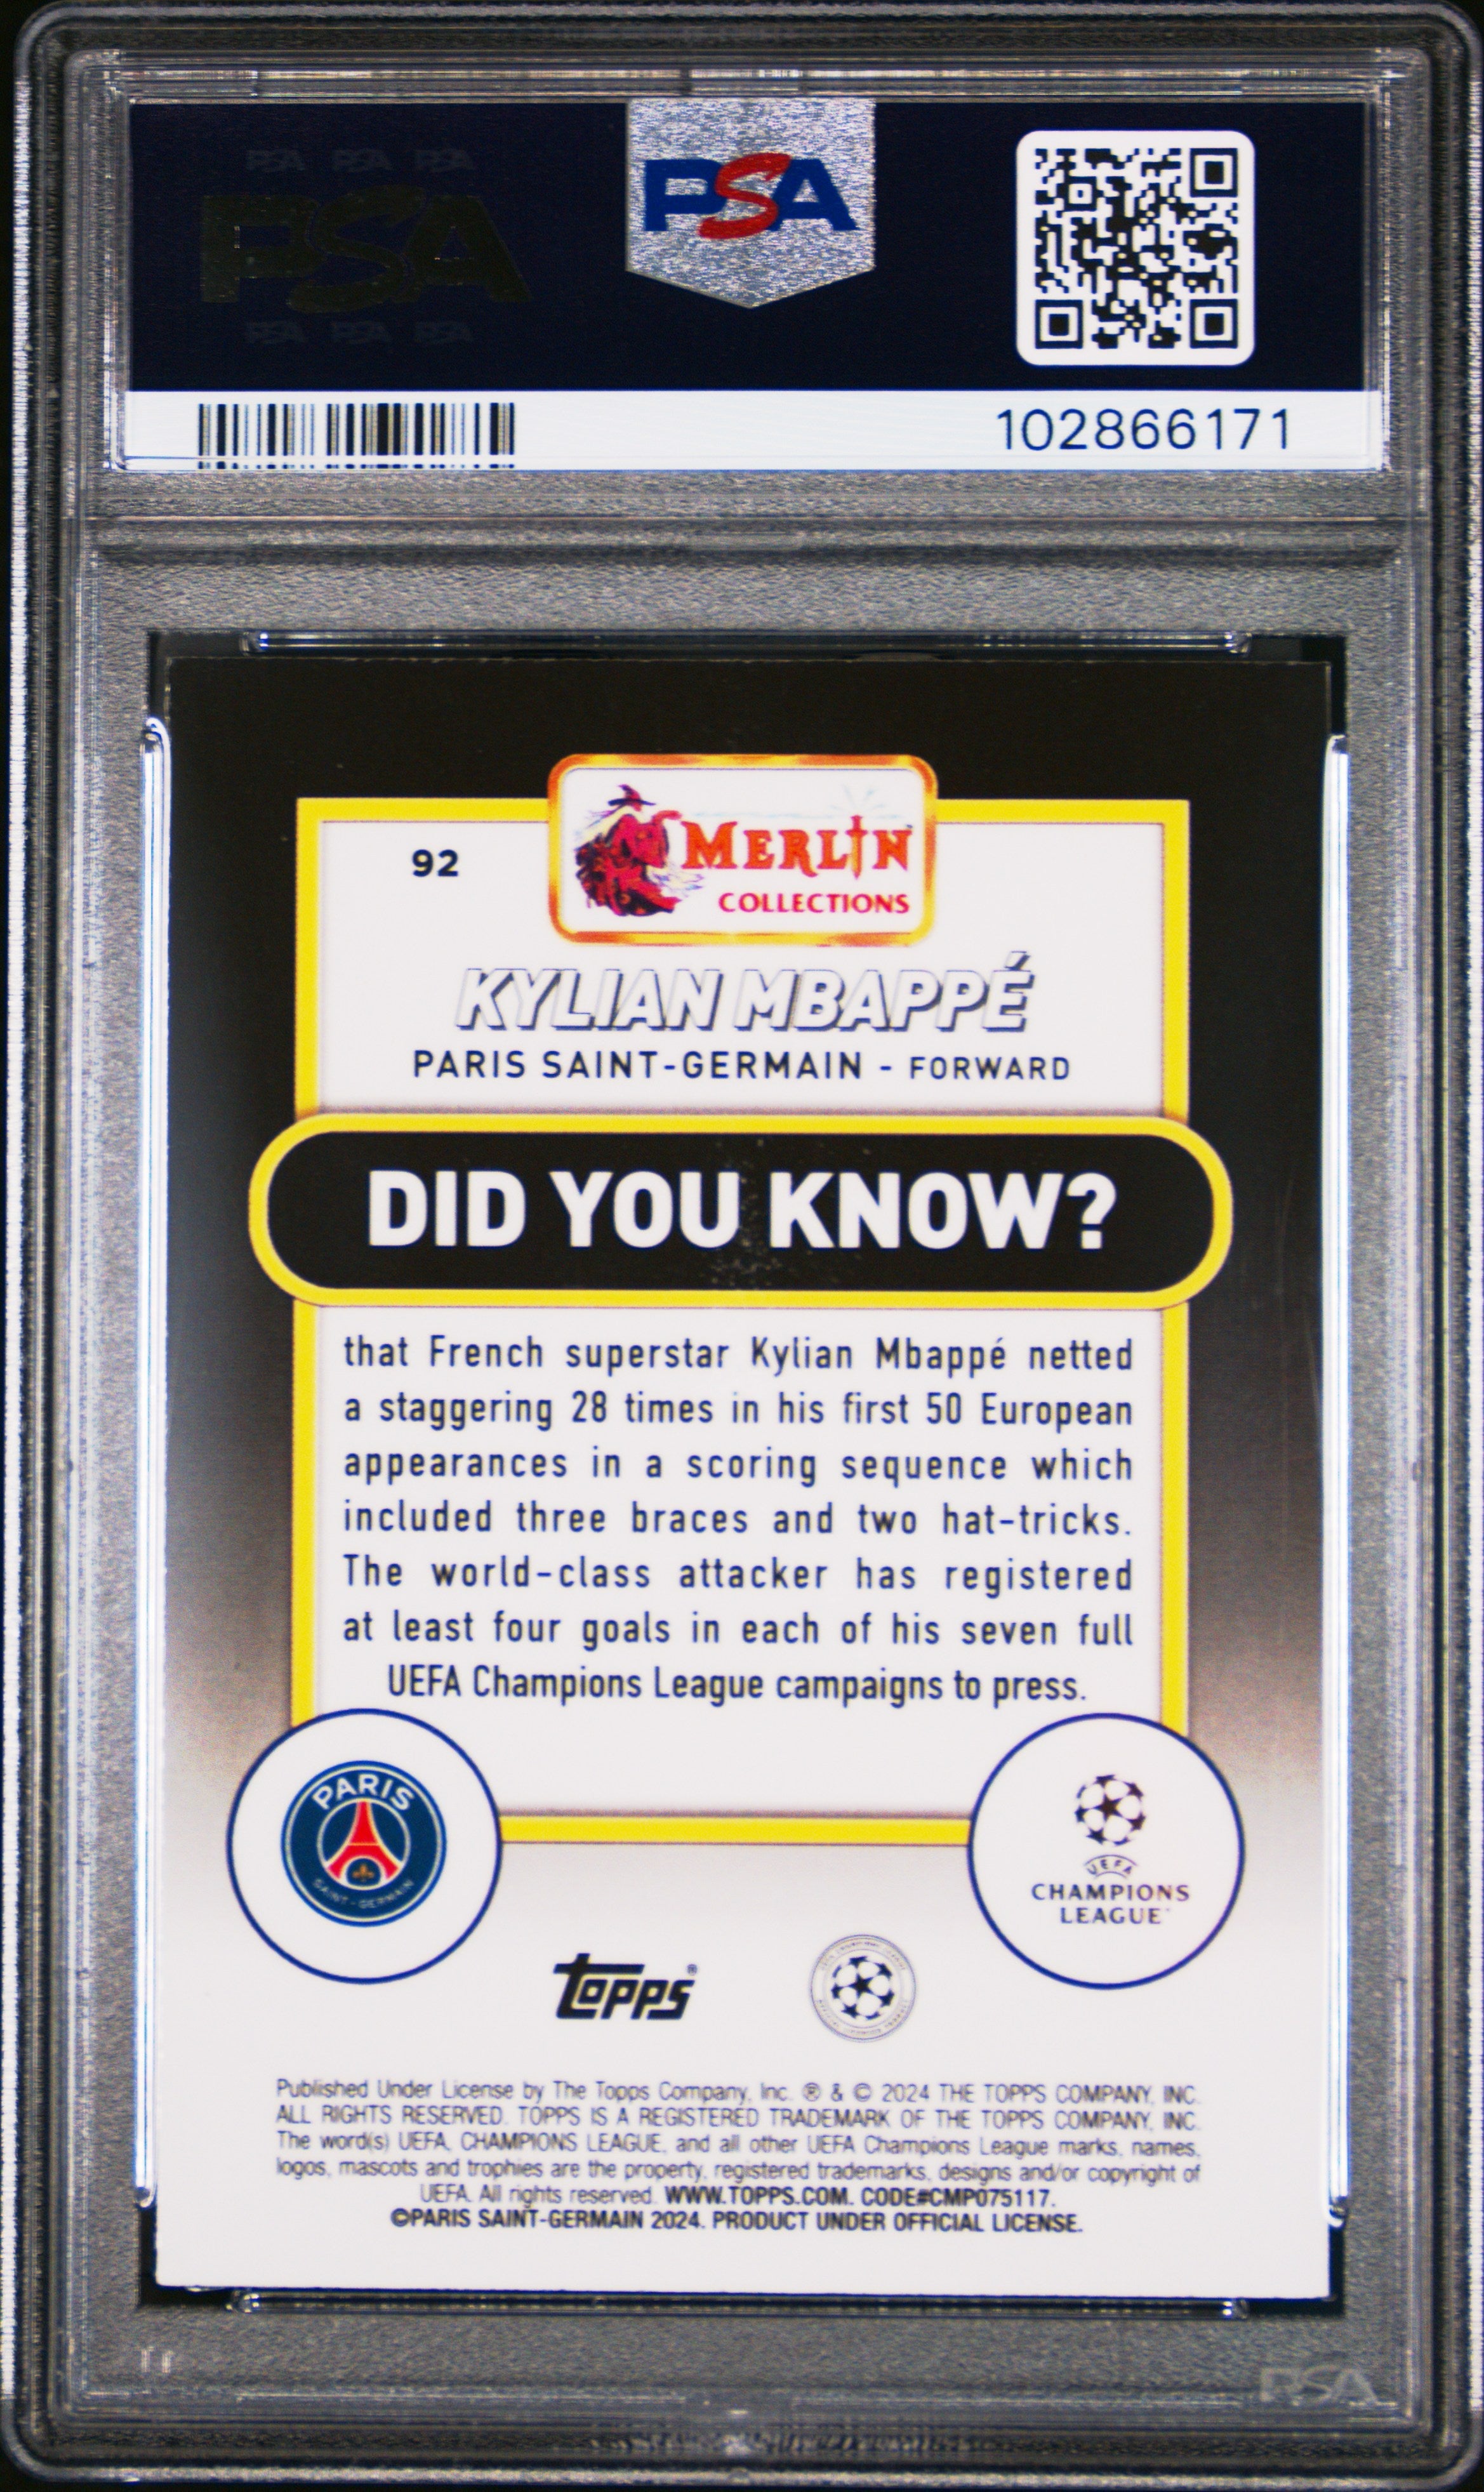 PSA PSA PSA
PSA
PSA PSA PSA
PSA
102866171
92
MERLIN
COLLECTIONS
KYLIAN MBAPPÉ
PARIS SAINT-GERMAIN - FORWARD
DID YOU KNOW?
that French superstar Kylian Mbappé netted
a staggering 28 times in his first 50 European
appearances in a scoring sequence which
included three braces and two hat-tricks.
The world-class attacker has registered
at least four goals in each of his seven full
UEFA Champions League campaigns to press.
PARIS
SAINT-GERMAIN
UEFA
CHAMPIONS
LEAGUE
topps®
Published Under License by The Topps Company, Inc. ® & © 2024 THE TOPPS COMPANY, INC.
ALL RIGHTS RESERVED. TOPPS IS A REGISTERED TRADEMARK OF THE TOPPS COMPANY, INC.
The word(s) UEFA, CHAMPIONS LEAGUE, and all other UEFA Champions League marks, names,
logos, mascots and trophies are the property, registered trademarks, designs and/or copyright of
UEFA. All rights reserved. WWW.TOPPS.COM. CODE#CMP075117.
©PARIS SAINT-GERMAIN 2024. PRODUCT UNDER OFFICIAL LICENSE.
PSA